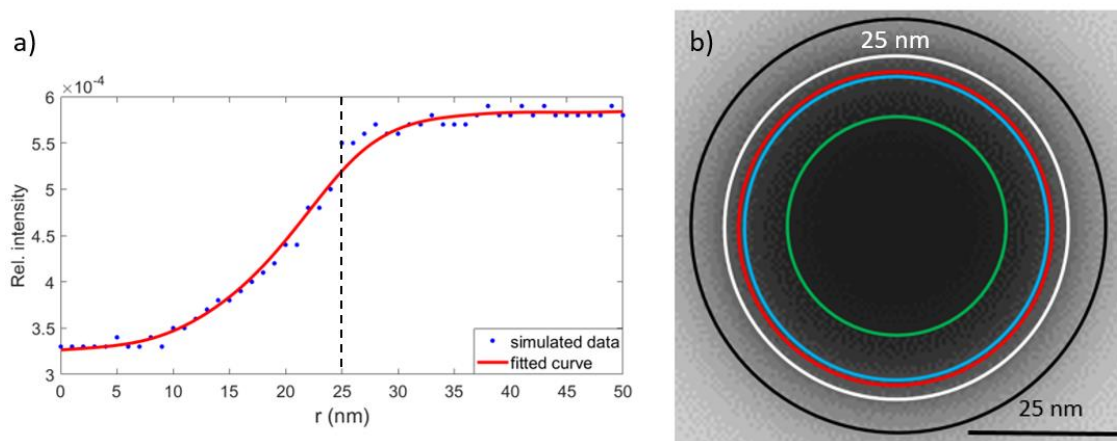 a)
×10⁻⁴
6
5.5
5
4.5
4
3.5
3
Rel. intensity
0 5 10 15 20 25 30 35 40 45 50
r (nm)
simulated data
fitted curve
b)
25 nm
25 nm